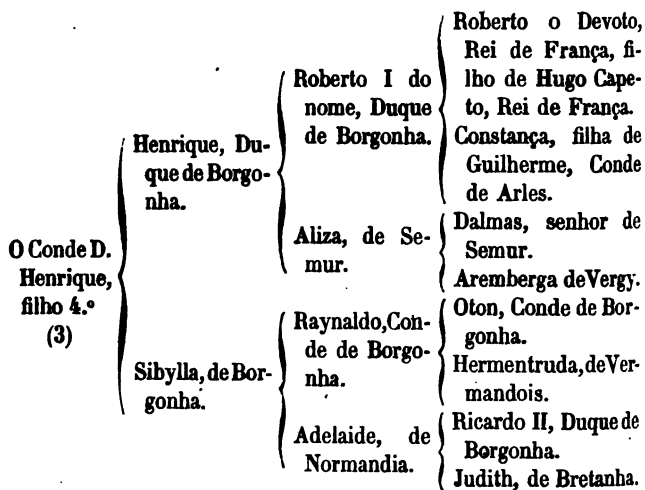 O Conde D.
Henrique,
filho 4.º
(3)
Henrique, Du-
que de Borgo-
nha.
Sibylla, de Bor-
gonha.
Roberto I do
nome, Duque
de Borgonha.
Aliza, de Se-
mur.
Raynaldo, Con-
de de Borgo-
nha.
Adelaide, de
Normandia.
Roberto o Devoto,
Rei de França, fi-
lho de Hugo Cape-
to, Rei de França.
Constança, filha de
Guilherme, Conde
de Arles.
Dalmas, senhor de
Semur.
Aremberga de Vergy.
Oton, Conde de Bor-
gonha.
Hermentruda, de Ver-
mandois.
Ricardo II, Duque de
Borgonha.
Judith, de Bretanha.